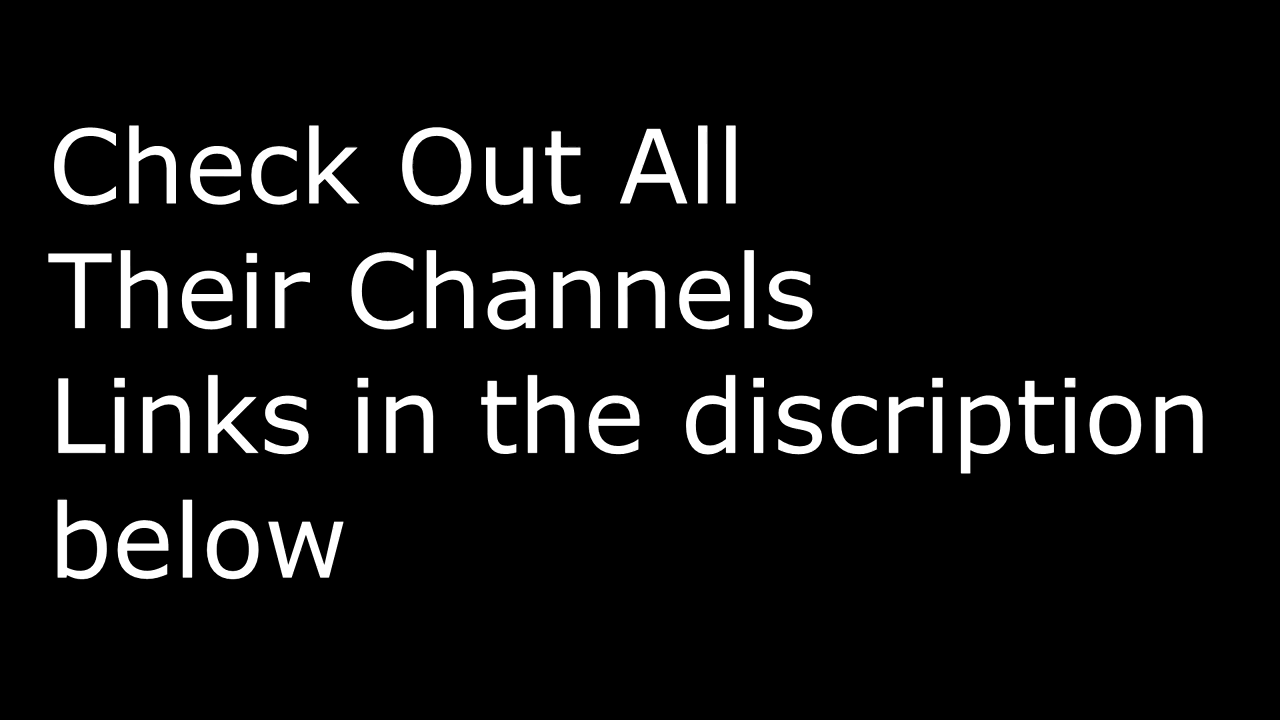 Check Out All
Their Channels
Links in the discription
below